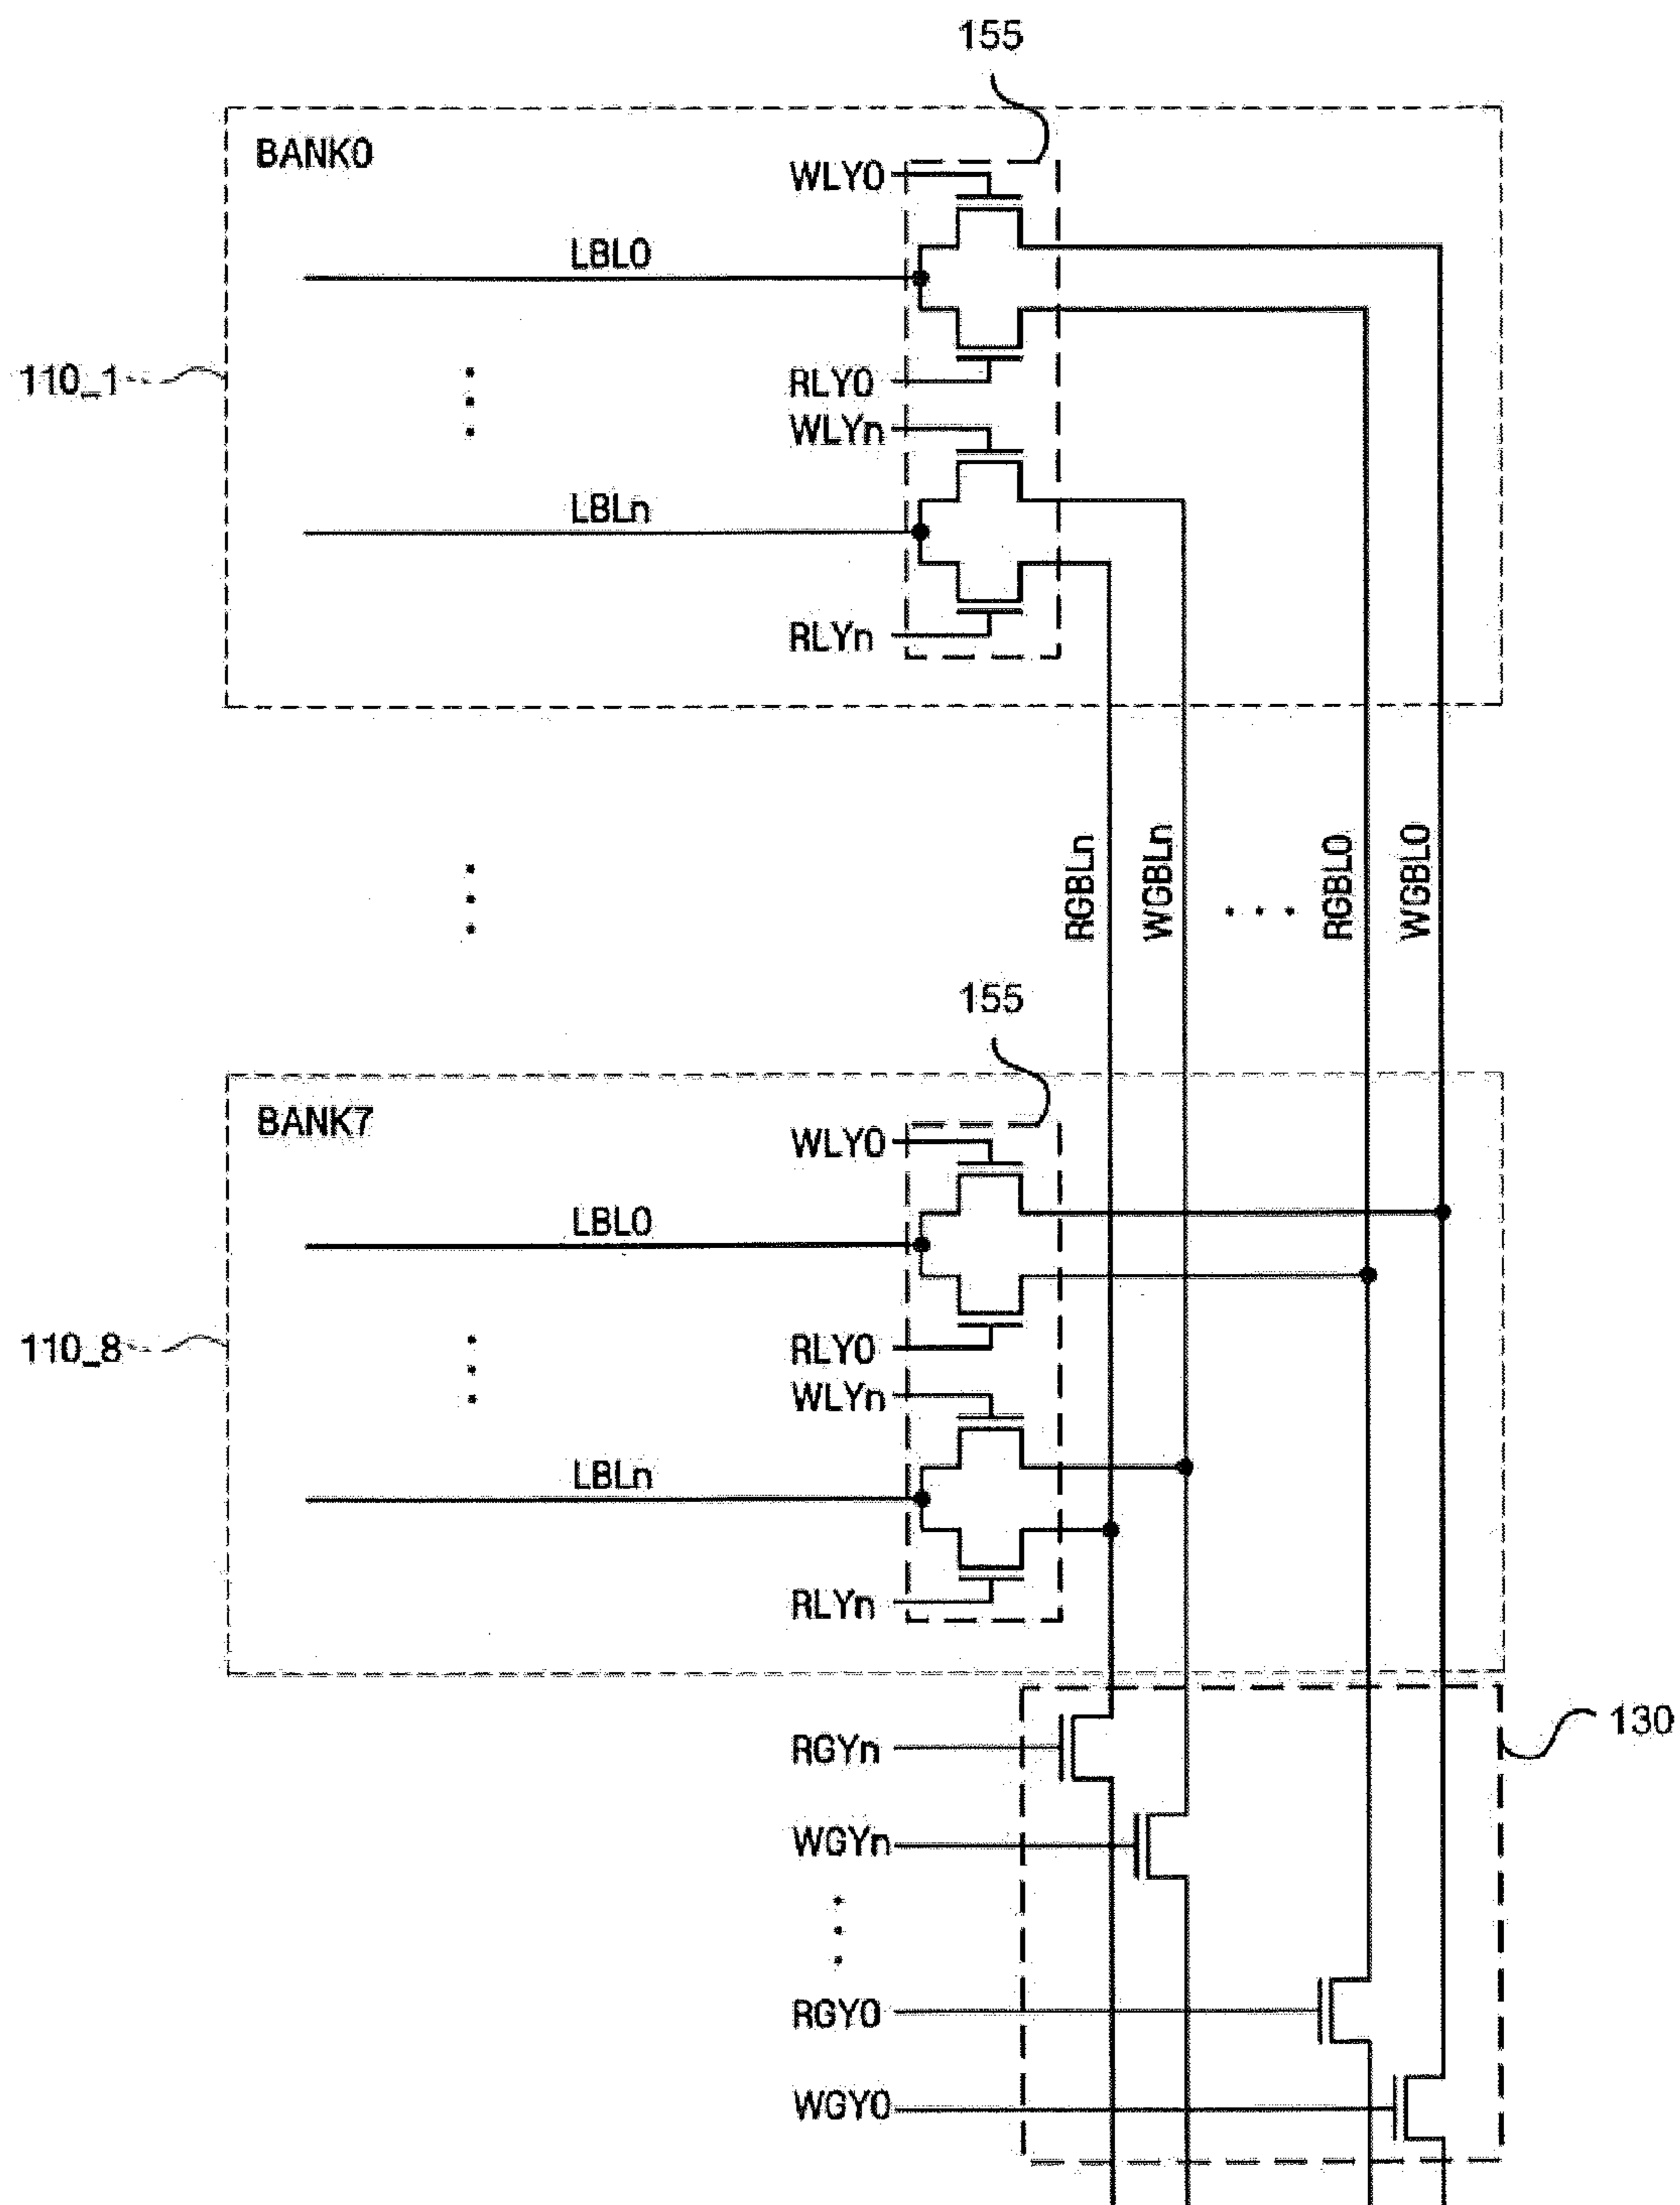 155
BANK0
WLY0
LBL0
110_1
RLY0
WLYn
LBLn
RLYn
RGBLn
WGBLn
RGBL0
WGBL0
155
BANK7
WLY0
LBL0
110_8
RLY0
WLYn
LBLn
RLYn
130
RGYn
WGYn
RGY0
WGY0